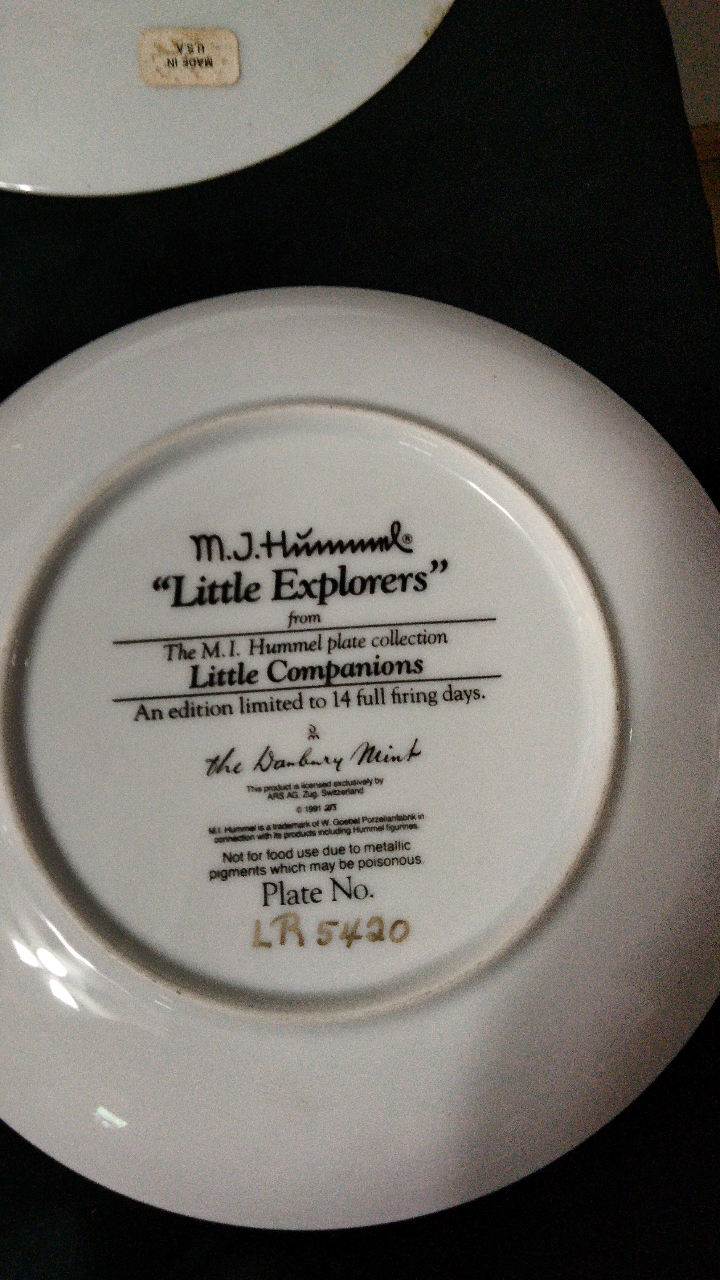 MADE IN
U.S.A.
M.J.Hummel®
“Little Explorers”
from
The M.I. Hummel plate collection
Little Companions
An edition limited to 14 full firing days.
the Danbury Mint
This product is licensed exclusively by
ARS AG, Zug, Switzerland
© 1991
M.I. Hummel is a trademark of W. Goebel Porzellanfabrik in
connection with its products including Hummel figurines.
Not for food use due to metallic
pigments which may be poisonous.
Plate No.
LR 5420